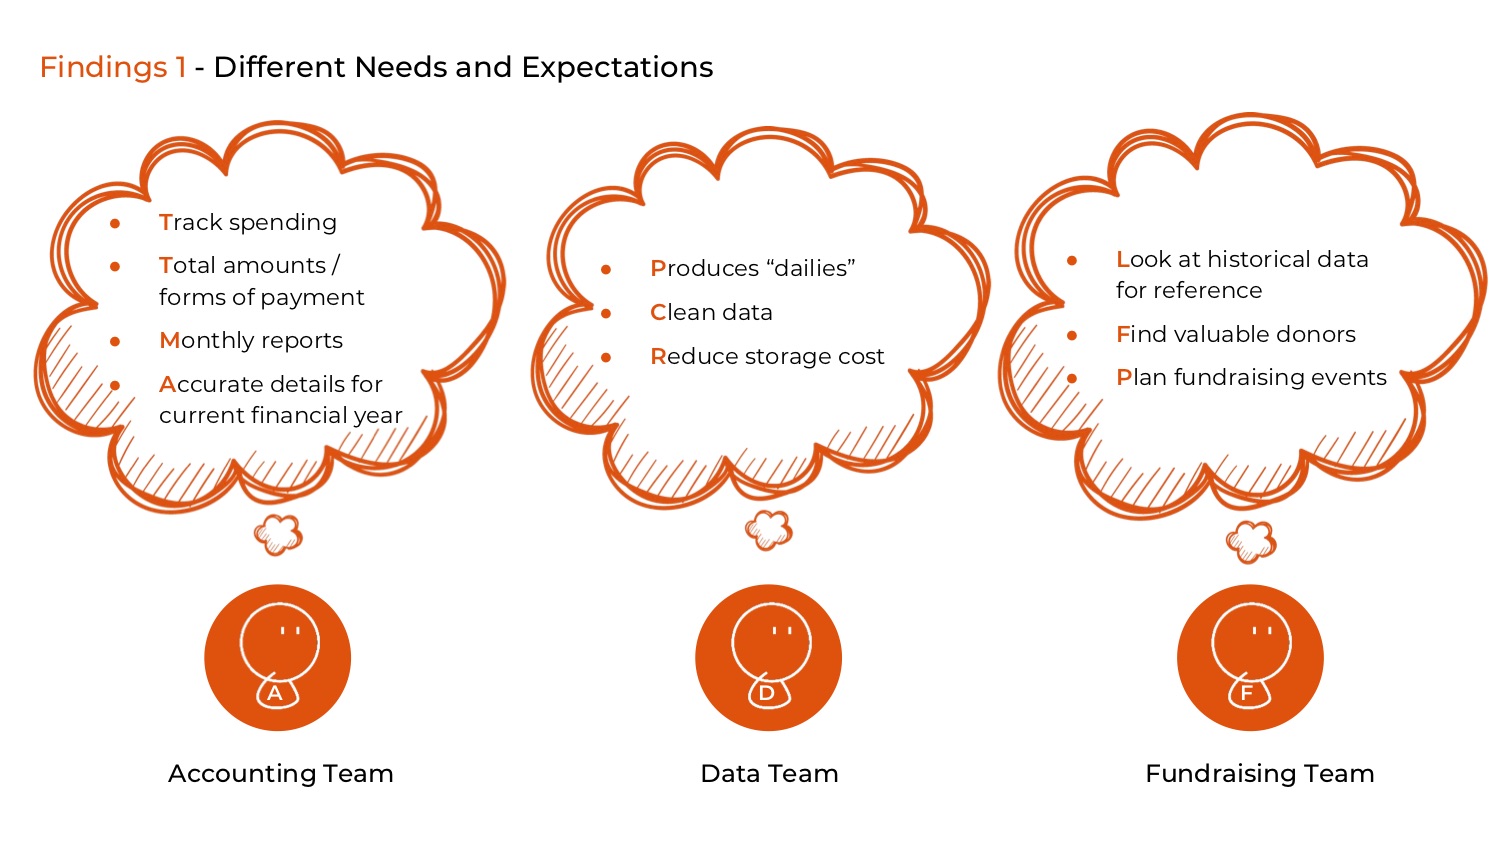 Findings 1 - Different Needs and Expectations
● Track spending
● Total amounts /
forms of payment
● Monthly reports
● Accurate details for
current financial year
● Produces “dailies”
● Clean data
● Reduce storage cost
● Look at historical data
for reference
● Find valuable donors
● Plan fundraising events
A
D
F
Accounting Team
Data Team
Fundraising Team